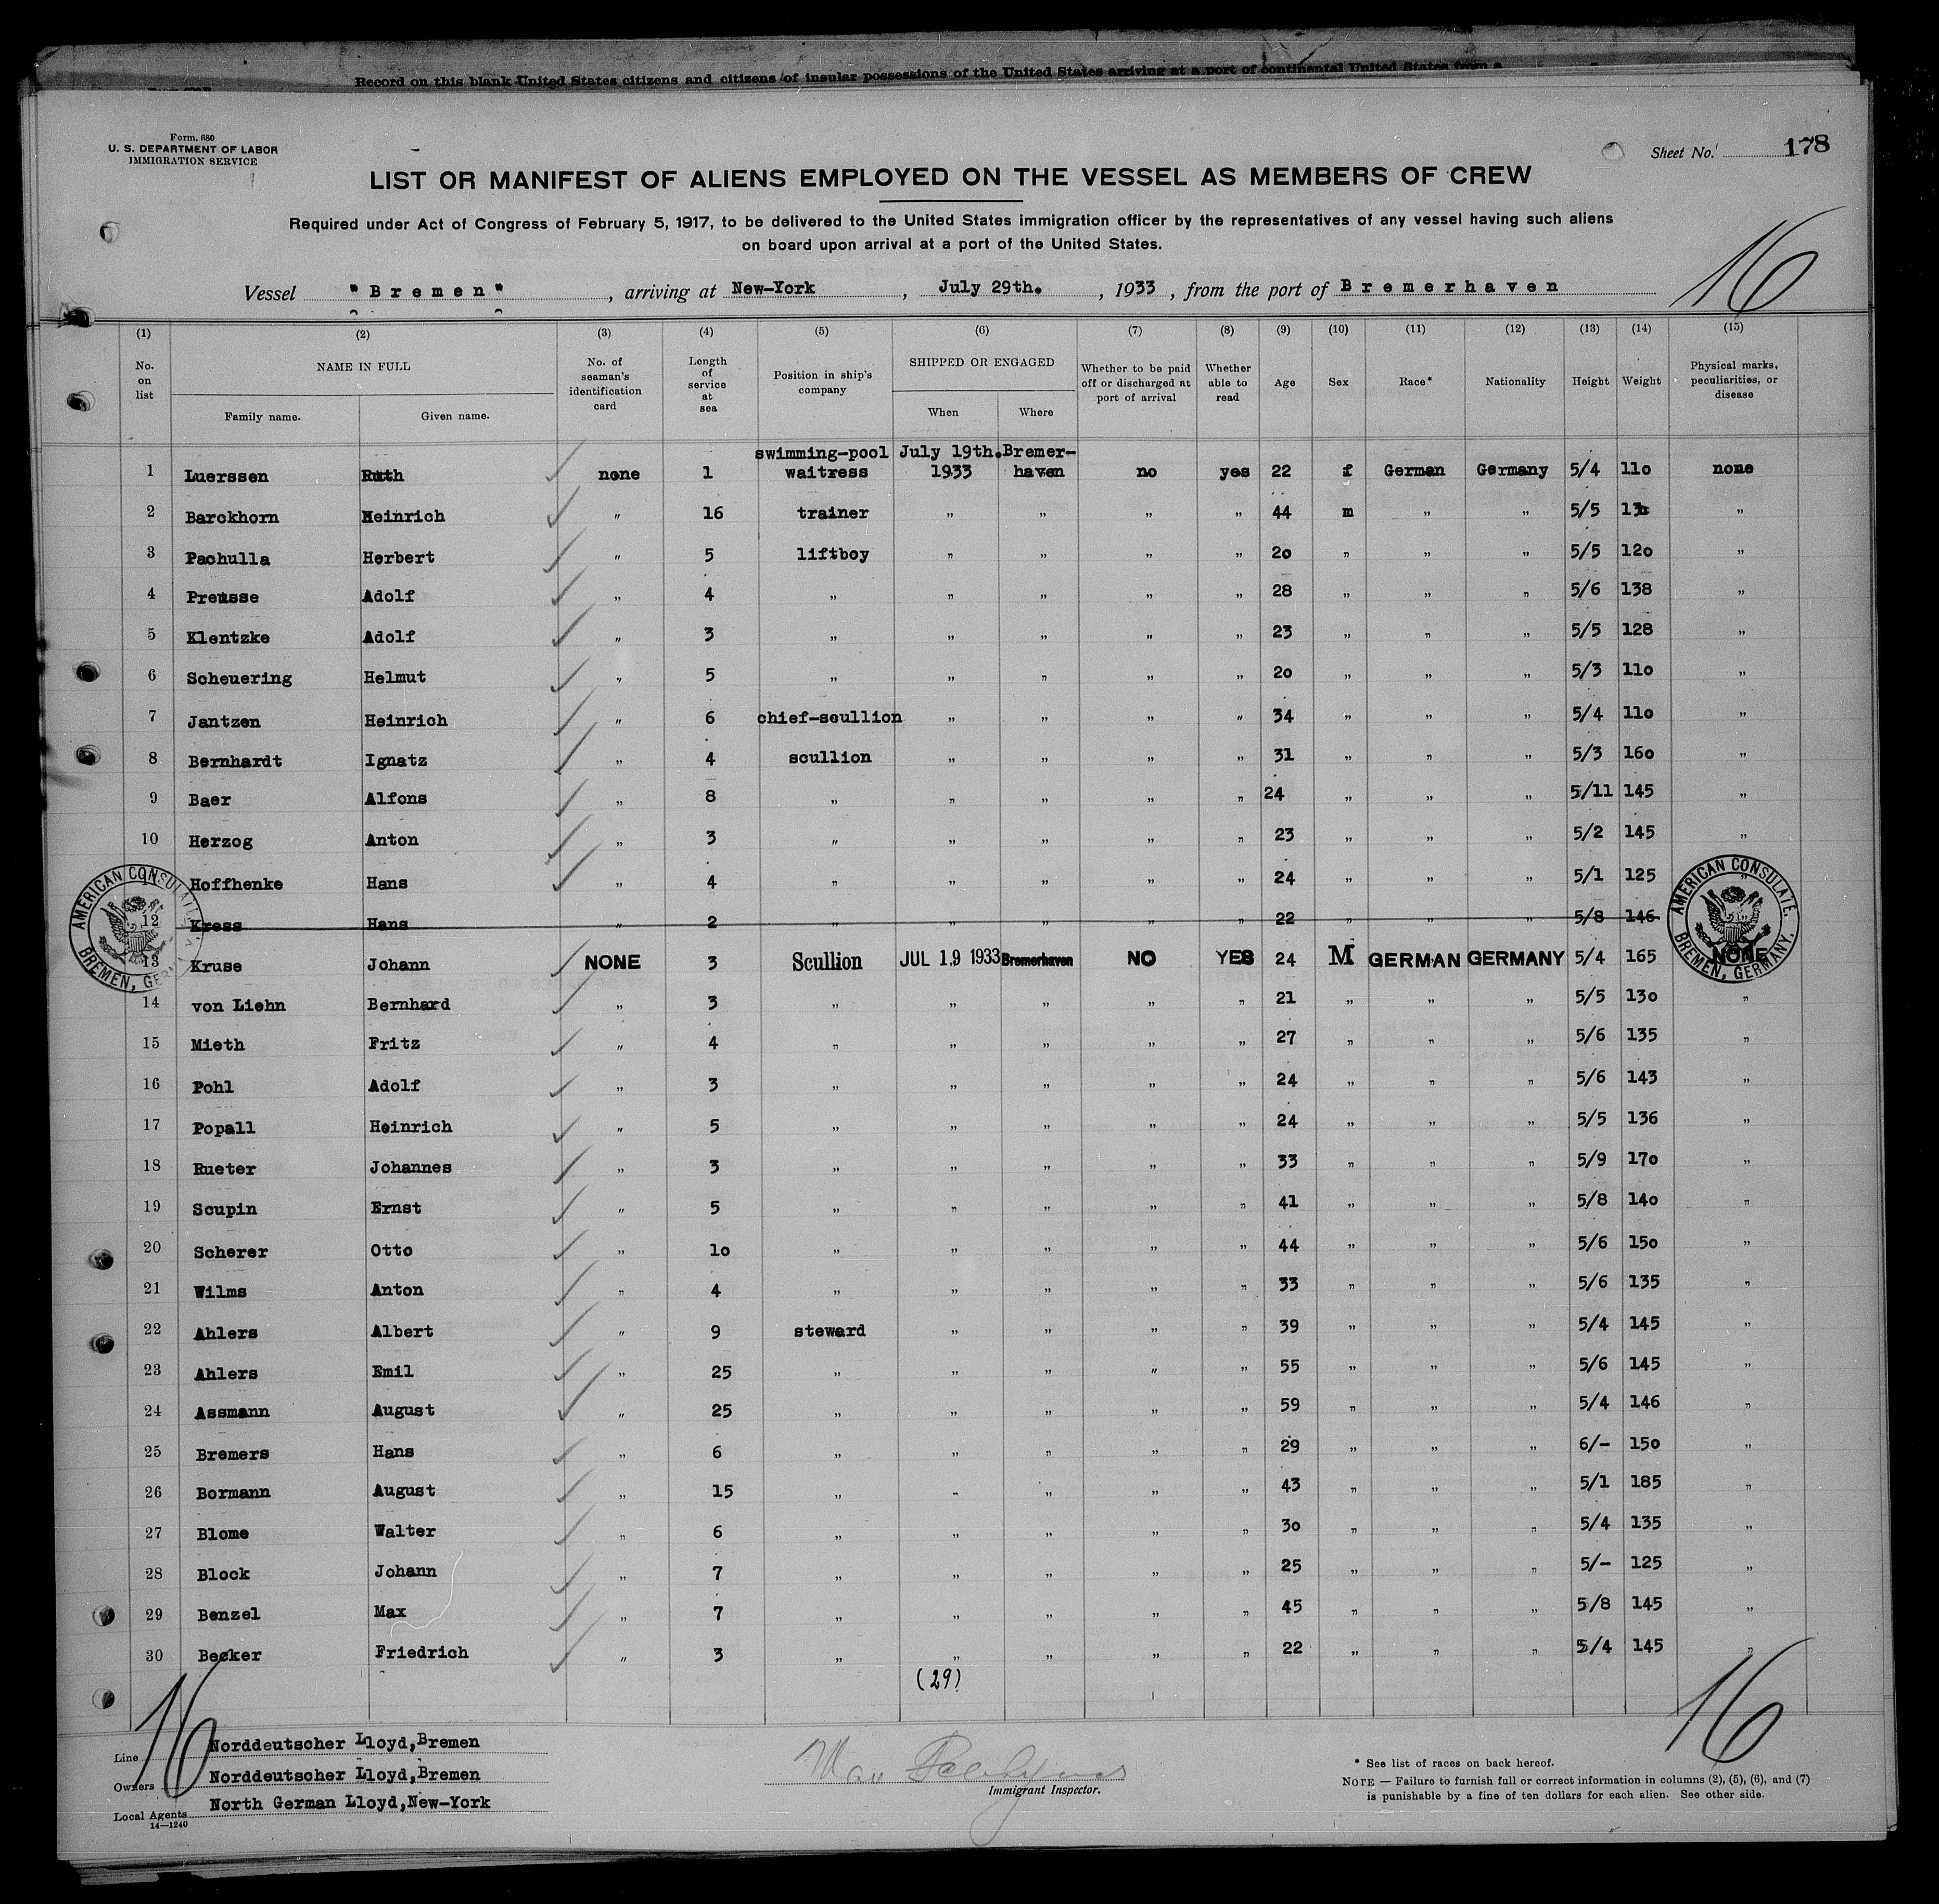 Record on this blank United States citizens and citizens of insular possessions of the United States arriving at a port of continental United States from a
Form. 680
U. S. DEPARTMENT OF LABOR
IMMIGRATION SERVICE
Sheet No. 178
LIST OR MANIFEST OF ALIENS EMPLOYED ON THE VESSEL AS MEMBERS OF CREW
Required under Act of Congress of February 5, 1917, to be delivered to the United States immigration officer by the representatives of any vessel having such aliens
on board upon arrival at a port of the United States.
16
Vessel "Bremen", arriving at New-York, July 29th., 1933, from the port of Bremerhaven
(1) (2) (3) (4) (5) (6) (7) (8) (9) (10) (11) (12) (13) (14) (15)
No. on list NAME IN FULL Family name. Given name. No. of seaman's identification card Length of service at sea Position in ship's company SHIPPED OR ENGAGED When Where Whether to be paid off or discharged at port of arrival Whether able to read Age Sex Race* Nationality Height Weight Physical marks, peculiarities, or disease
1 Luerssen Ruth none 1 swimming-pool waitress July 19th. 1933 Bremer-haven no yes 22 f German Germany 5/4 110 none
2 Barckhorn Heinrich " 16 trainer " " " " 44 m " " 5/5 "
3 Pachulla Herbert " 5 liftboy " " " " 20 " " " 5/5 120 "
4 Preusse Adolf " 4 " " " " " 28 " " " 5/6 138 "
5 Klentzke Adolf " 3 " " " " " 23 " " " 5/5 128 "
6 Scheuering Helmut " 5 " " " " " 20 " " " 5/3 110 "
7 Jantzen Heinrich " 6 chief-scullion " " " " 34 " " " 5/4 110 "
8 Bernhardt Ignatz " 4 scullion " " " " 31 " " " 5/3 160 "
9 Baer Alfons " 8 " " " " " 24 " " " 5/11 145 "
10 Herzog Anton " 3 " " " " " 23 " " " 5/2 145 "
11 Hoffhenke Hans " 4 " " " " " 24 " " " 5/1 125 "
12 Kress Hans " 2 " " " " " 22 " " " 5/8 146 "
13 Kruse Johann NONE 3 Scullion JUL 19 1933 Bremerhaven NO YES 24 M GERMAN GERMANY 5/4 165 NONE
14 von Liehn Bernhard " 3 " " " " " 21 " " " 5/5 130 "
15 Mieth Fritz " 4 " " " " " 27 " " " 5/6 135 "
16 Pohl Adolf " 3 " " " " " 24 " " " 5/6 143 "
17 Popall Heinrich " 5 " " " " " 24 " " " 5/5 136 "
18 Rueter Johannes " 3 " " " " " 33 " " " 5/9 170 "
19 Scupin Ernst " 5 " " " " " 41 " " " 5/8 140 "
20 Scherer Otto " 10 " " " " " 44 " " " 5/6 150 "
21 Wilms Anton " 4 " " " " " 33 " " " 5/6 135 "
22 Ahlers Albert " 9 steward " " " " 39 " " " 5/4 145 "
23 Ahlers Emil " 25 " " " " " 55 " " " 5/6 145 "
24 Assmann August " 25 " " " " " 59 " " " 5/4 146 "
25 Bremers Hans " 6 " " " " " 29 " " " 6/- 150 "
26 Bormann August " 15 " " " " " 43 " " " 5/1 185 "
27 Blome Walter " 6 " " " " " 30 " " " 5/4 135 "
28 Block Johann " 7 " " " " " 25 " " " 5/- 125 "
29 Benzel Max " 7 " " " " " 45 " " " 5/8 145 "
30 Becker Friedrich " 3 " " " " " 22 " " " 5/4 145 "
AMERICAN CONSULATE. BREMEN, GERMANY.
AMERICAN CONSULATE. BREMEN, GERMANY.
(29)
16
16
Line Norddeutscher Lloyd,Bremen
Owners Norddeutscher Lloyd,Bremen
Local Agents North German Lloyd,New-York
14—1240
Immigrant Inspector.
* See list of races on back hereof.
NOTE — Failure to furnish full or correct information in columns (2), (5), (6), and (7)
is punishable by a fine of ten dollars for each alien. See other side.